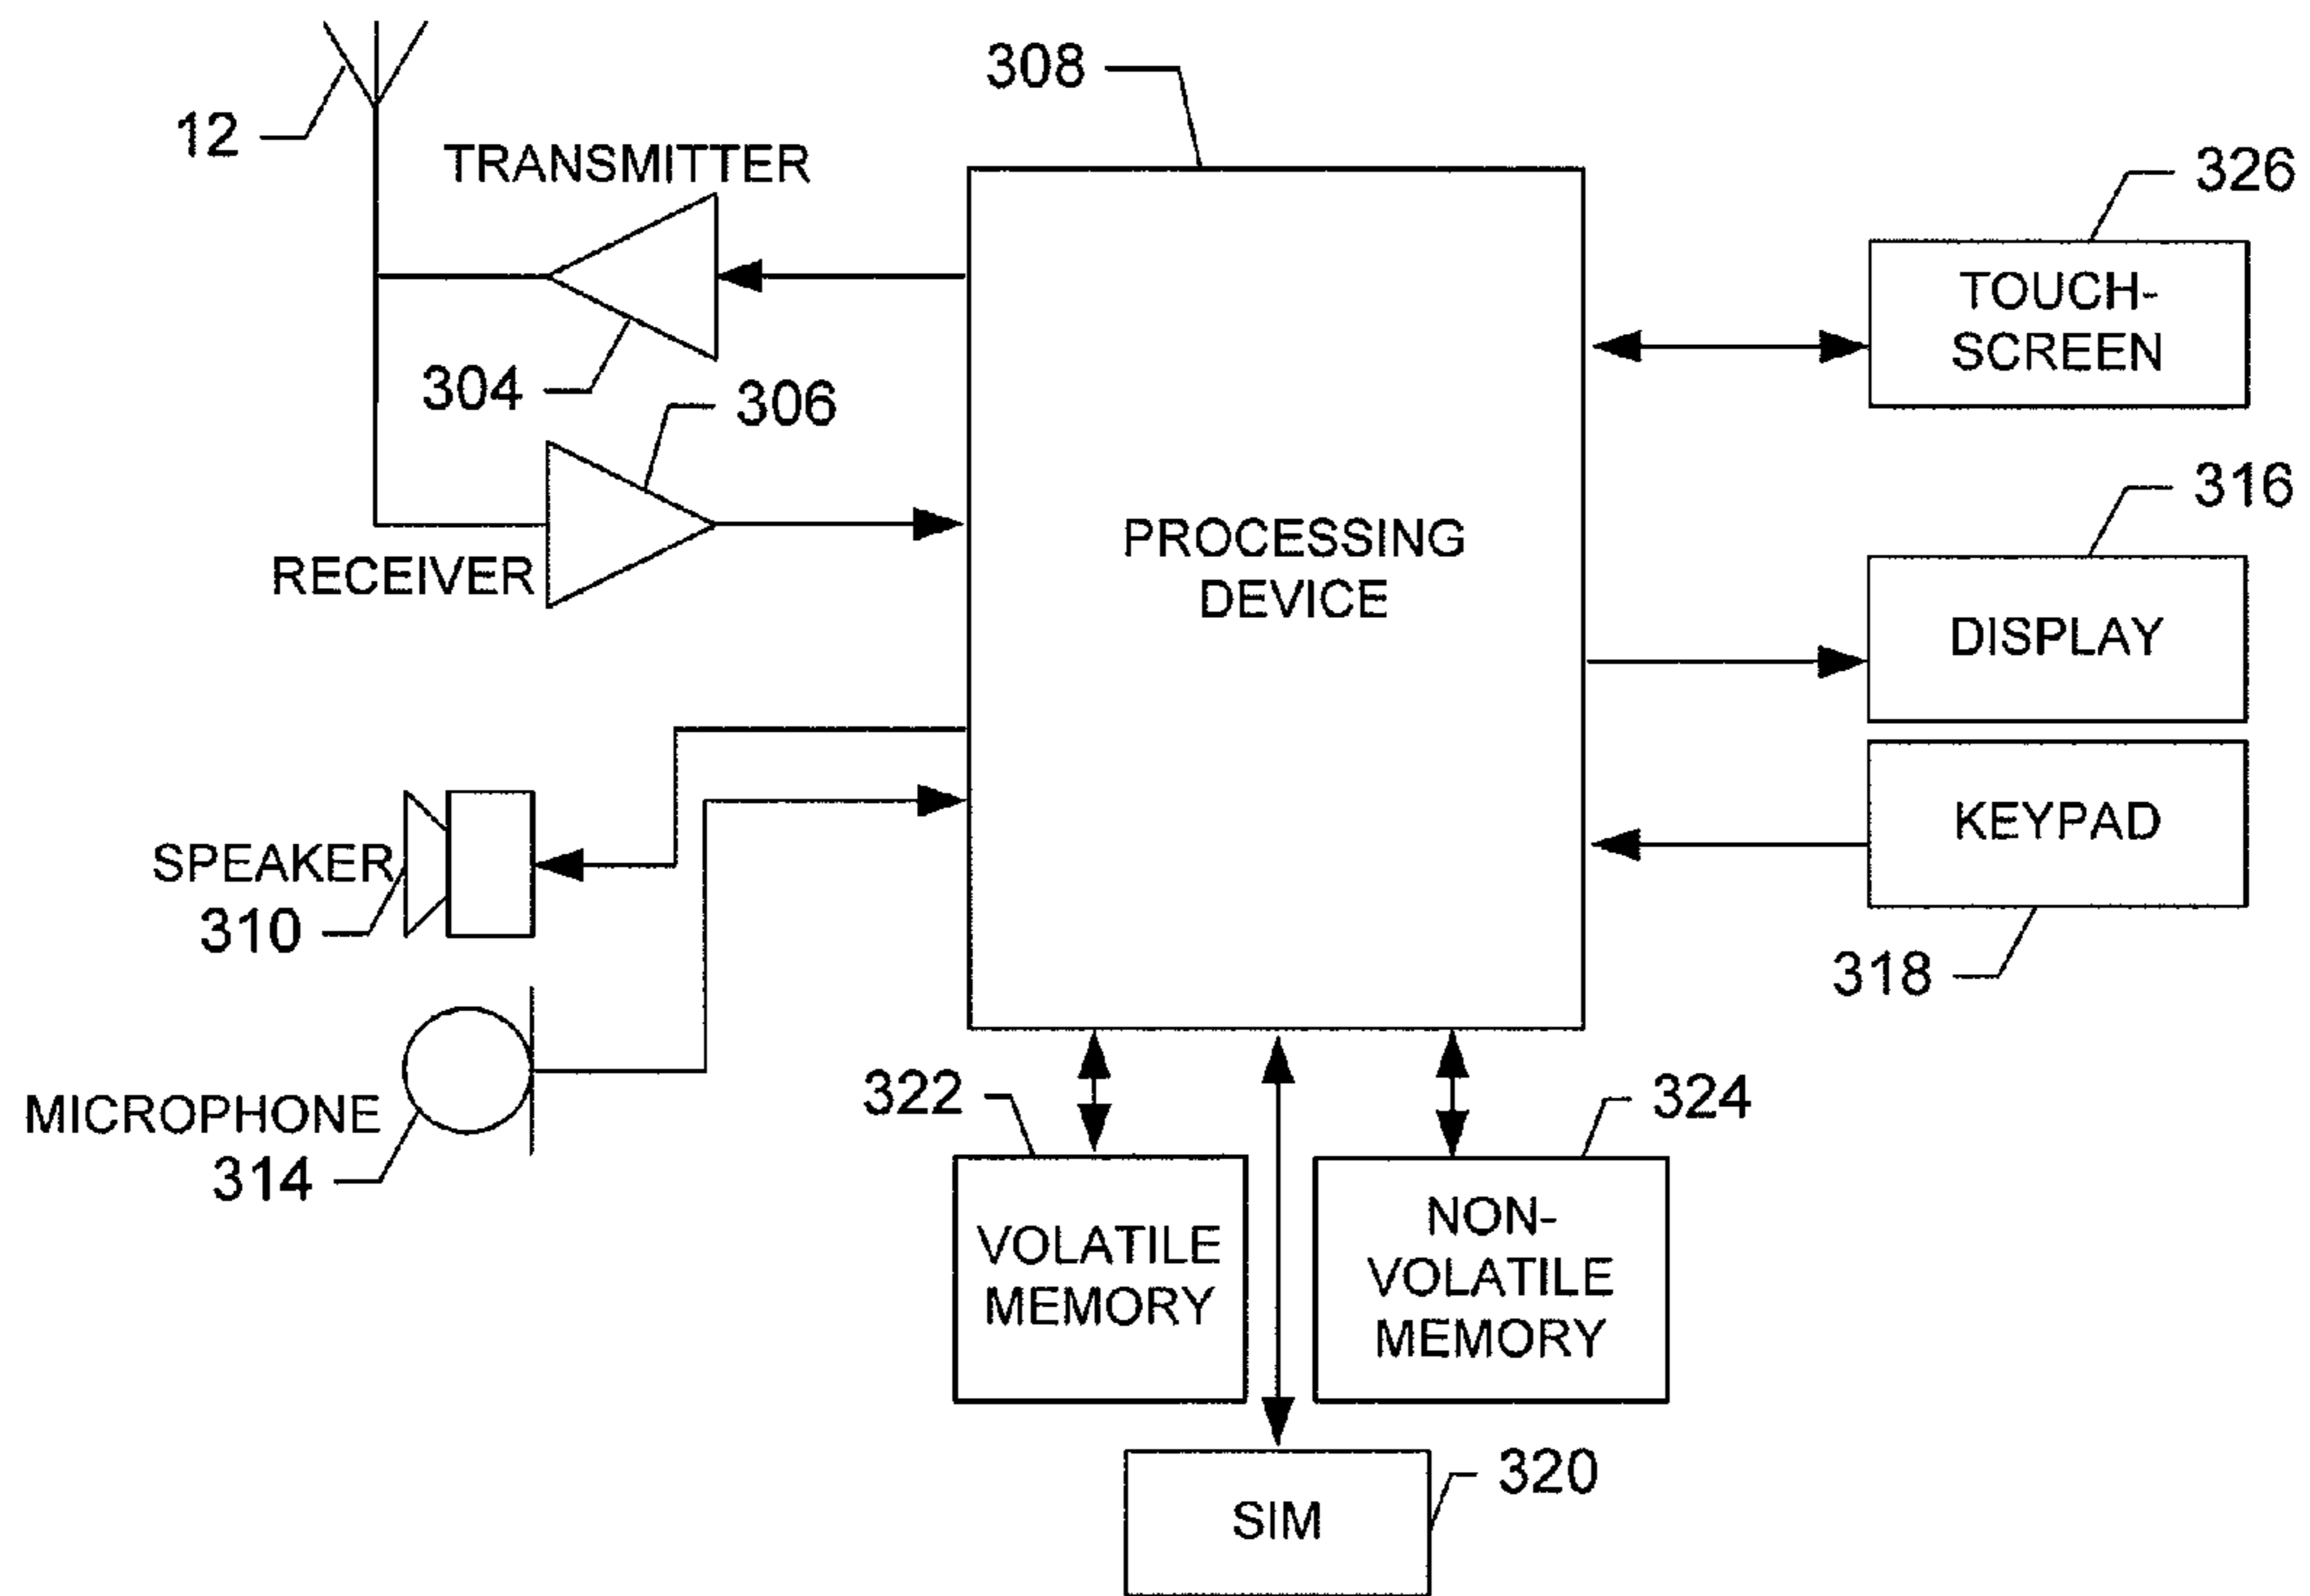 308
12
TRANSMITTER
326
TOUCH-
SCREEN
304
306
316
PROCESSING
DEVICE
RECEIVER
DISPLAY
KEYPAD
SPEAKER
310
318
322
324
MICROPHONE
314
VOLATILE
MEMORY
NON-
VOLATILE
MEMORY
320
SIM